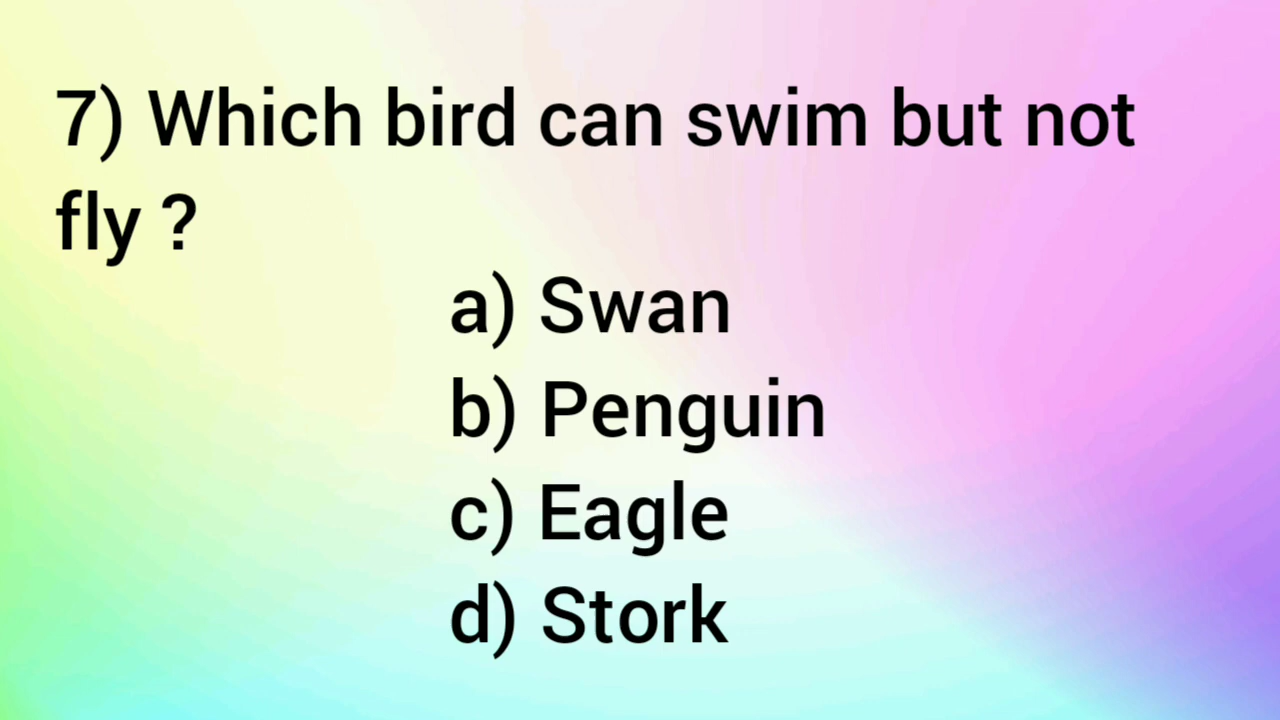 7) Which bird can swim but not
fly ?
a) Swan
b) Penguin
c) Eagle
d) Stork